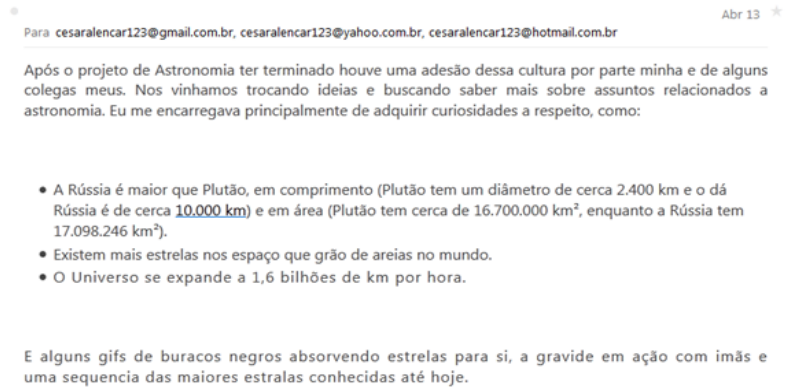 Abr 13
Para cesaralencar123@gmail.com.br, cesaralencar123@yahoo.com.br, cesaralencar123@hotmail.com.br
Após o projeto de Astronomia ter terminado houve uma adesão dessa cultura por parte minha e de alguns
colegas meus. Nos vinhamos trocando ideias e buscando saber mais sobre assuntos relacionados a
astronomia. Eu me encarregava principalmente de adquirir curiosidades a respeito, como:
• A Rússia é maior que Plutão, em comprimento (Plutão tem um diâmetro de cerca 2.400 km e o dá
Rússia é de cerca 10.000 km) e em área (Plutão tem cerca de 16.700.000 km², enquanto a Rússia tem
17.098.246 km²).
• Existem mais estrelas nos espaço que grão de areias no mundo.
• O Universo se expande a 1,6 bilhões de km por hora.
E alguns gifs de buracos negros absorvendo estrelas para si, a gravide em ação com imãs e
uma sequencia das maiores estralas conhecidas até hoje.